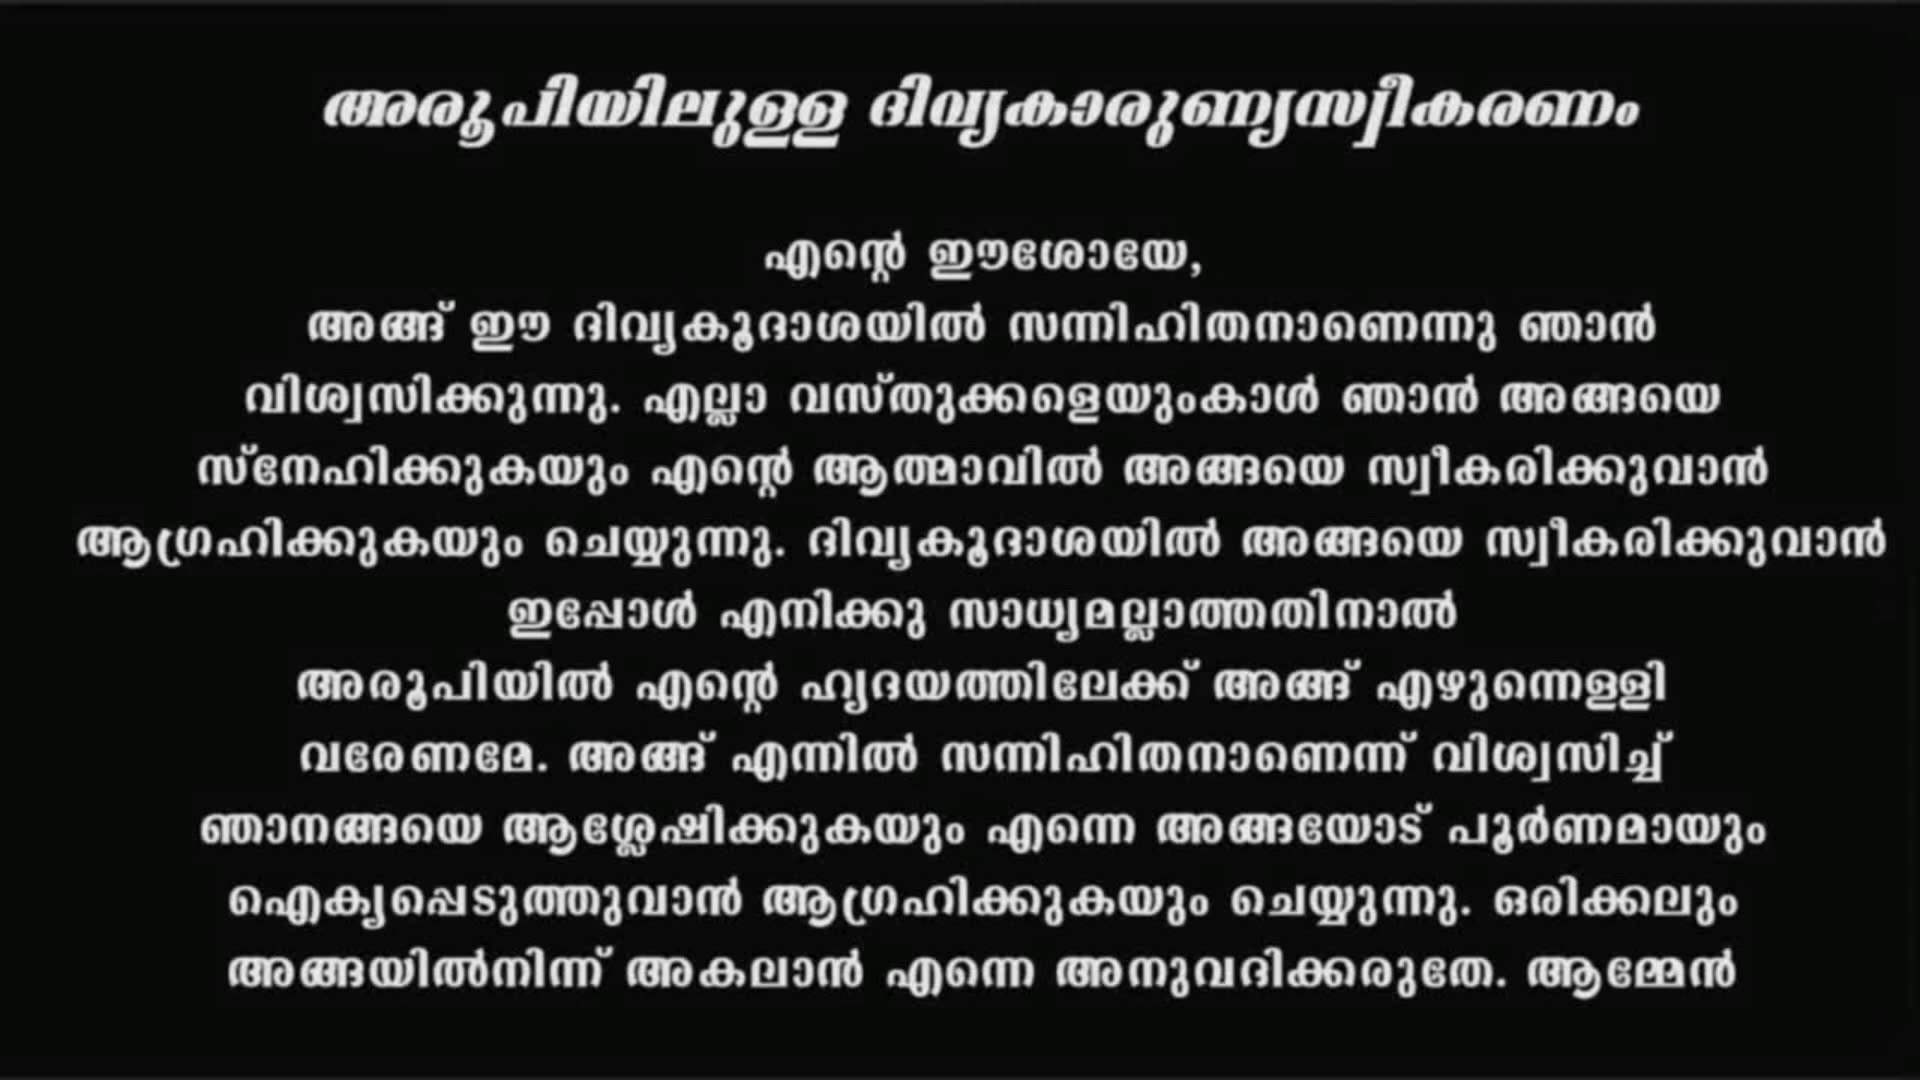 അരൂപിയിലുള്ള ദിവ്യകാരുണ്യസ്വീകരണം
എന്റെ ഈശോയേ,
അങ്ങ് ഈ ദിവ്യകൂദാശയിൽ സന്നിഹിതനാണെന്നു ഞാൻ
വിശ്വസിക്കുന്നു. എല്ലാ വസ്തുക്കളെയുംകാൾ ഞാൻ അങ്ങയെ
സ്നേഹിക്കുകയും എന്റെ ആത്മാവിൽ അങ്ങയെ സ്വീകരിക്കുവാൻ
ആഗ്രഹിക്കുകയും ചെയ്യുന്നു. ദിവ്യകൂദാശയിൽ അങ്ങയെ സ്വീകരിക്കുവാൻ
ഇപ്പോൾ എനിക്കു സാധ്യമല്ലാത്തതിനാൽ
അരൂപിയിൽ എന്റെ ഹൃദയത്തിലേക്ക് അങ്ങ് എഴുന്നെള്ളി
വരേണമേ. അങ്ങ് എന്നിൽ സന്നിഹിതനാണെന്ന് വിശ്വസിച്ച്
ഞാനങ്ങയെ ആശ്ലേഷിക്കുകയും എന്നെ അങ്ങയോട് പൂർണമായും
ഐക്യപ്പെടുത്തുവാൻ ആഗ്രഹിക്കുകയും ചെയ്യുന്നു. ഒരിക്കലും
അങ്ങയിൽനിന്ന് അകലാൻ എന്നെ അനുവദിക്കരുതേ. ആമ്മേൻ